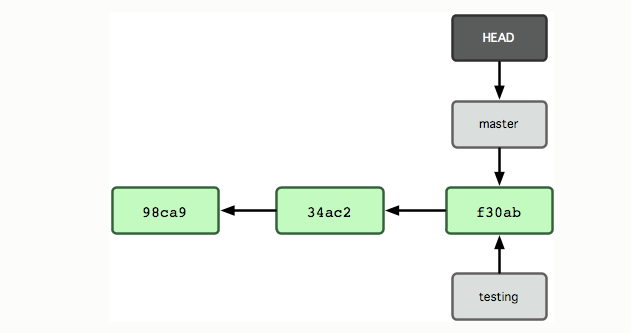 HEAD
master
98ca9
34ac2
f30ab
testing